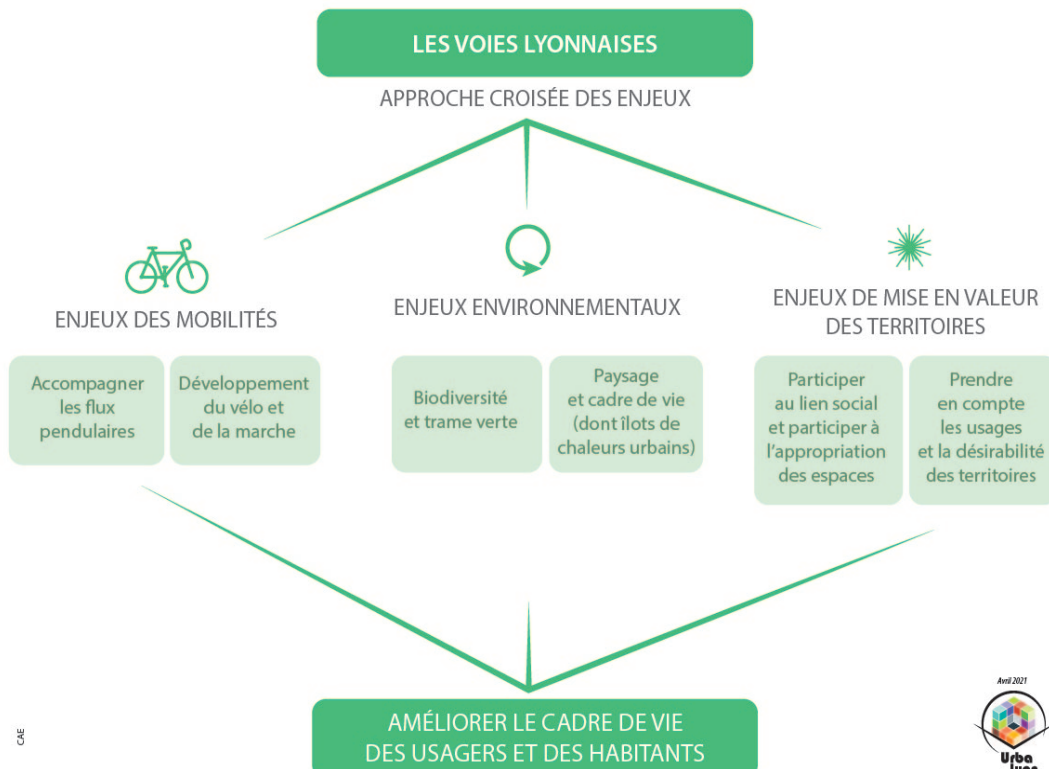 LES VOIES LYONNAISES
APPROCHE CROISÉE DES ENJEUX
ENJEUX DES MOBILITÉS
Accompagner
les flux
pendulaires
Développement
du vélo et
de la marche
ENJEUX ENVIRONNEMENTAUX
Biodiversité
et trame verte
Paysage
et cadre de vie
(dont îlots de
chaleurs urbains)
ENJEUX DE MISE EN VALEUR
DES TERRITOIRES
Participer
au lien social
et participer à
l'appropriation
des espaces
Prendre
en compte
les usages
et la désirabilité
des territoires
AMÉLIORER LE CADRE DE VIE
DES USAGERS ET DES HABITANTS
CAE
Avril 2021
Urba
lyon